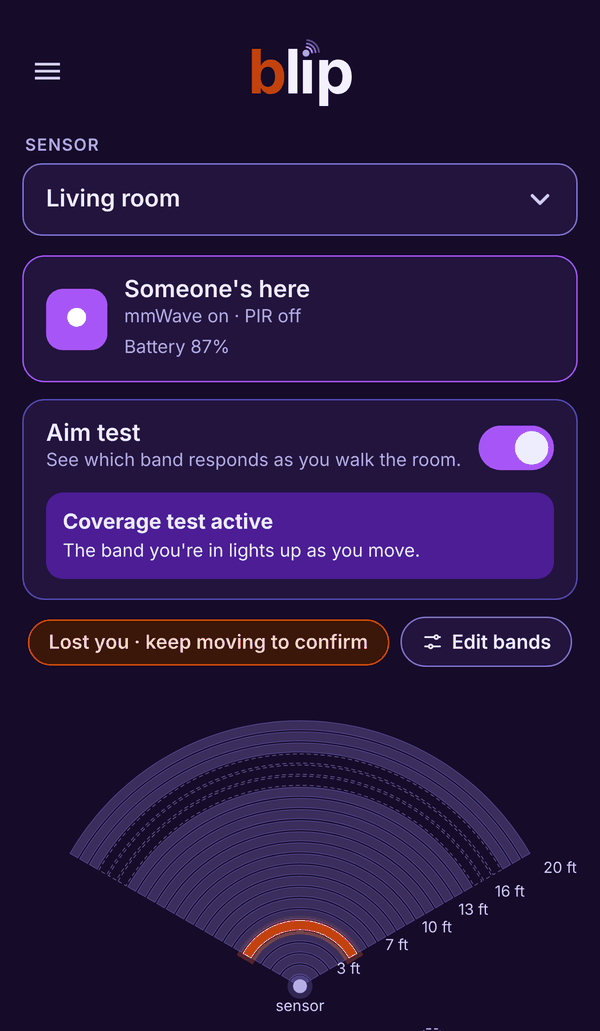 blip
SENSOR
Living room
Someone's here
mmWave on · PIR off
Battery 87%
Aim test
See which band responds as you walk the room.
Coverage test active
The band you're in lights up as you move.
Lost you · keep moving to confirm
Edit bands
20 ft
16 ft
13 ft
10 ft
7 ft
3 ft
sensor